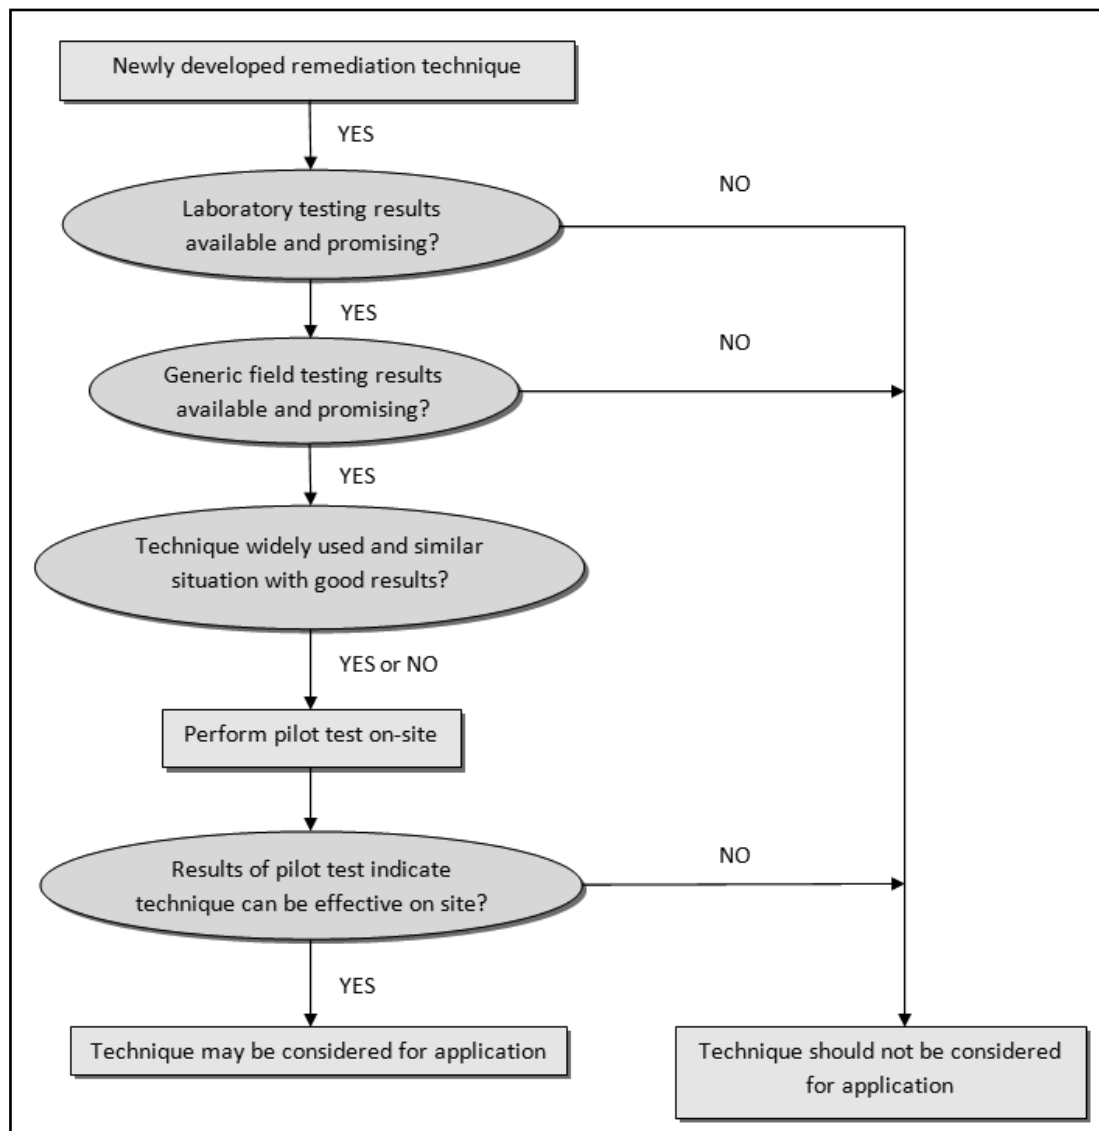 Newly developed remediation technique
YES
NO
Laboratory testing results
available and promising?
YES
NO
Generic field testing results
available and promising?
YES
Technique widely used and similar
situation with good results?
YES or NO
Perform pilot test on-site
NO
Results of pilot test indicate
technique can be effective on site?
YES
Technique may be considered for application
Technique should not be considered
for application